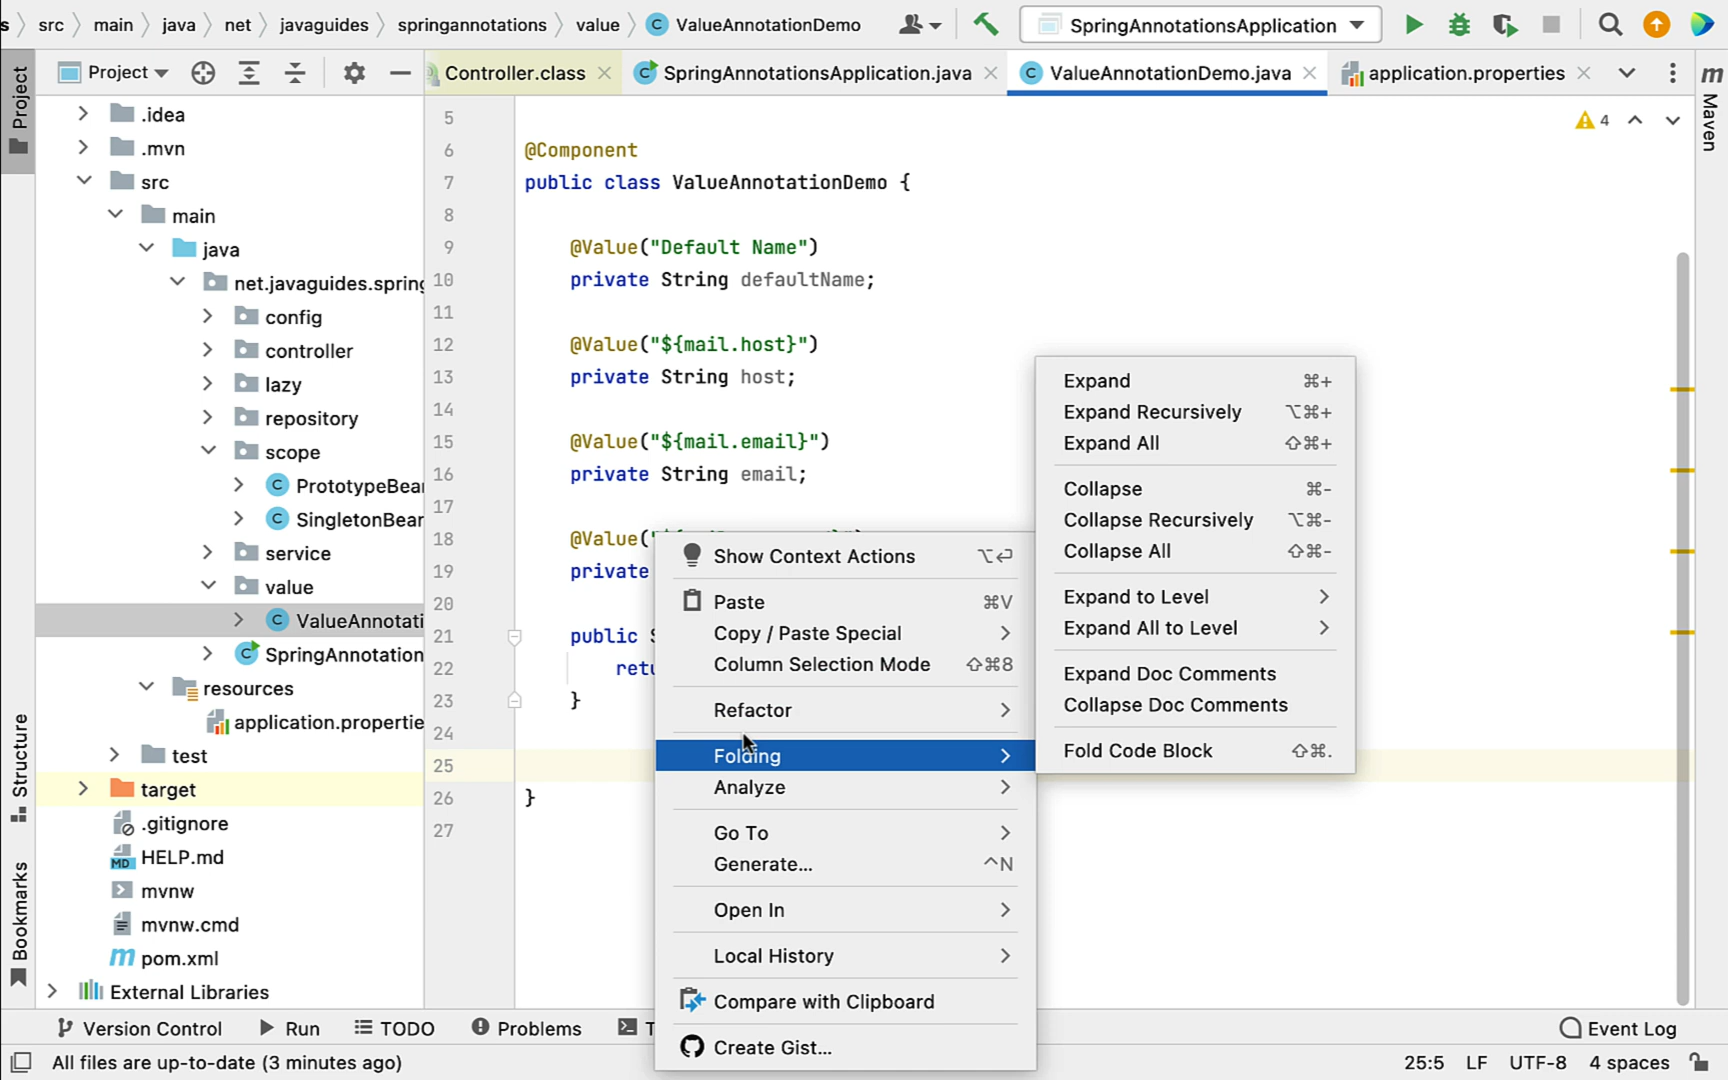 s > src > main > java > net > javaguides > springannotations > value > ValueAnnotationDemo
SpringAnnotationsApplication
Project
Controller.class
SpringAnnotationsApplication.java
ValueAnnotationDemo.java
application.properties
Project
Maven
4
.idea
.mvn
src
main
java
net.javaguides.spring
config
controller
lazy
repository
scope
PrototypeBea
SingletonBear
service
value
ValueAnnotati
SpringAnnotation
resources
application.propertie
test
target
.gitignore
HELP.md
mvnw
mvnw.cmd
pom.xml
External Libraries
Structure
Bookmarks
5
6 @Component
7 public class ValueAnnotationDemo {
8
9 @Value("Default Name")
10 private String defaultName;
11
12 @Value("${mail.host}")
13 private String host;
14
15 @Value("${mail.email}")
16 private String email;
17
18 @Value(
19 private
20
21 public
22 retu
23 }
24
25
26 }
27
Show Context Actions ⌥⏎
Paste ⌘V
Copy / Paste Special
Column Selection Mode ⇧⌘8
Refactor
Folding
Analyze
Go To
Generate... ^N
Open In
Local History
Compare with Clipboard
Create Gist...
Expand ⌘+
Expand Recursively ⌥⌘+
Expand All ⇧⌘+
Collapse ⌘-
Collapse Recursively ⌥⌘-
Collapse All ⇧⌘-
Expand to Level
Expand All to Level
Expand Doc Comments
Collapse Doc Comments
Fold Code Block ⇧⌘.
Version Control
Run
TODO
Problems
T
Event Log
All files are up-to-date (3 minutes ago)
25:5 LF UTF-8 4 spaces